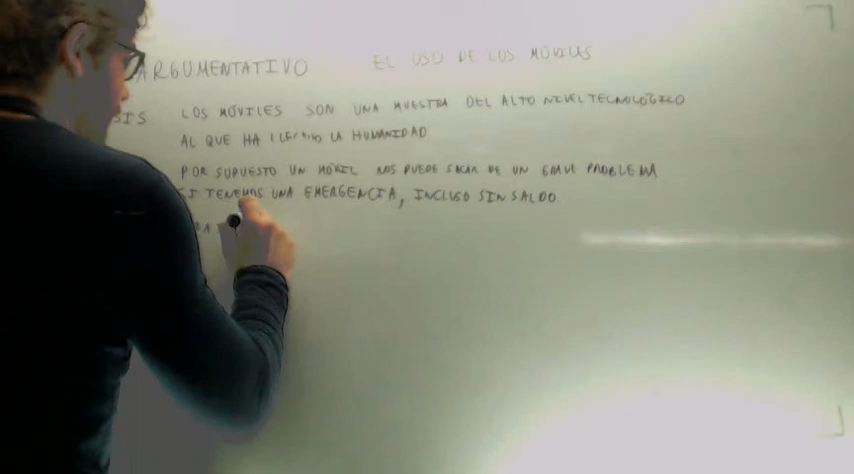 ARGUMENTATIVO EL USO DE LOS MÓVILES
SIS LOS MÓVILES SON UNA MUESTRA DEL ALTO NIVEL TECNOLÓGICO
AL QUE HA LLEGADO LA HUMANIDAD
POR SUPUESTO UN MÓVIL NOS PUEDE SACAR DE UN GRAVE PROBLEMA
SI TENEMOS UNA EMERGENCIA, INCLUSO SIN SALDO.